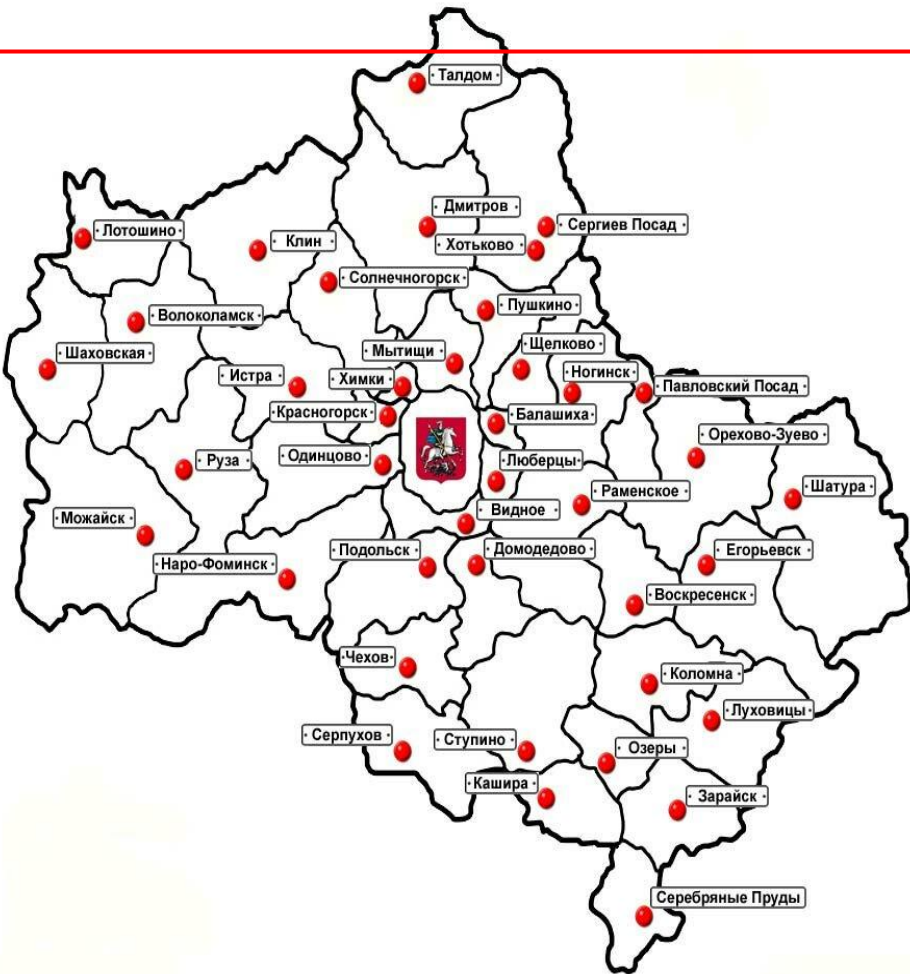 Талдом
Дмитров
Сергиев Посад
Лотошино
Клин
Хотьково
Солнечногорск
Пушкино
Волоколамск
Щелково
Мытищи
Шаховская
Ногинск
Истра
Химки
Павловский Посад
Красногорск
Балашиха
Орехово-Зуево
Одинцово
Руза
Люберцы
Шатура
Раменское
Видное
Можайск
Подольск
Домодедово
Егорьевск
Наро-Фоминск
Воскресенск
Чехов
Коломна
Луховицы
Серпухов
Ступино
Озеры
Кашира
Зарайск
Серебряные Пруды